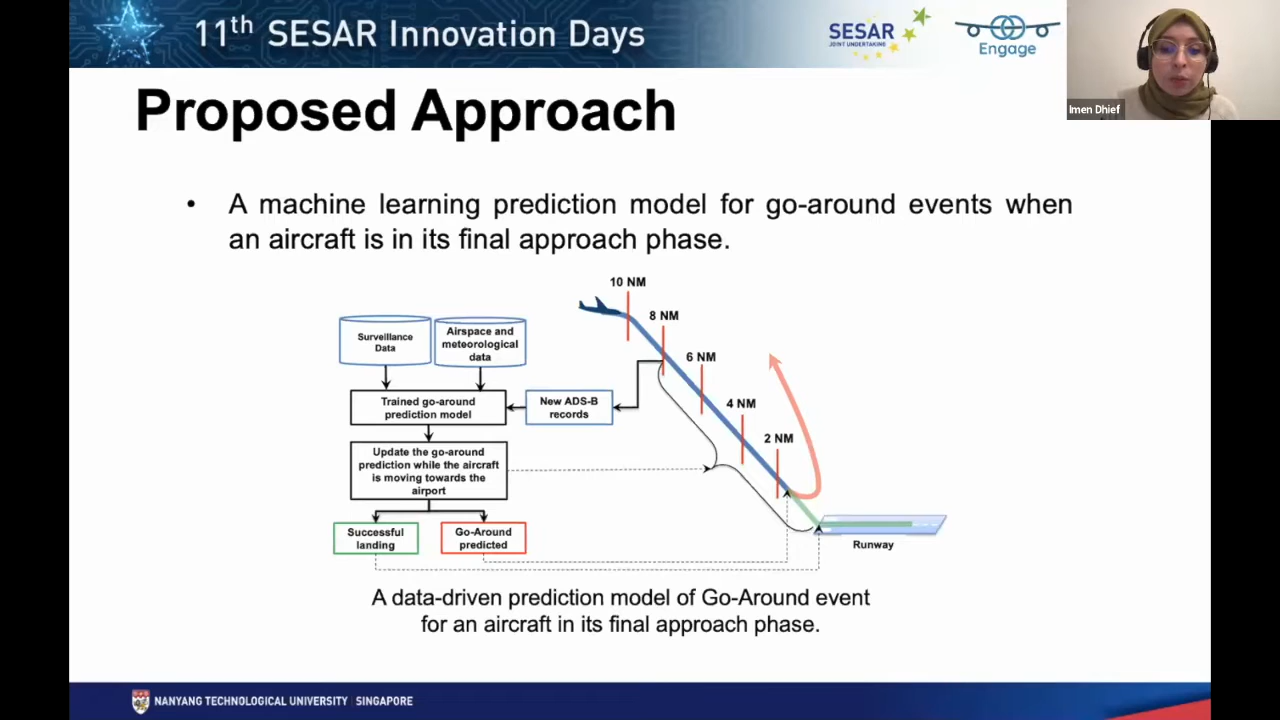 11th SESAR Innovation Days
SESAR
JOINT UNDERTAKING
Engage
Imen Dhief
Proposed Approach
• A machine learning prediction model for go-around events when
an aircraft is in its final approach phase.
10 NM
8 NM
6 NM
4 NM
2 NM
Surveillance
Data
Airspace and
meteorological
data
Trained go-around
prediction model
New ADS-B
records
Update the go-around
prediction while the aircraft
is moving towards the
airport
Successful
landing
Go-Around
predicted
Runway
A data-driven prediction model of Go-Around event
for an aircraft in its final approach phase.
NANYANG TECHNOLOGICAL UNIVERSITY | SINGAPORE